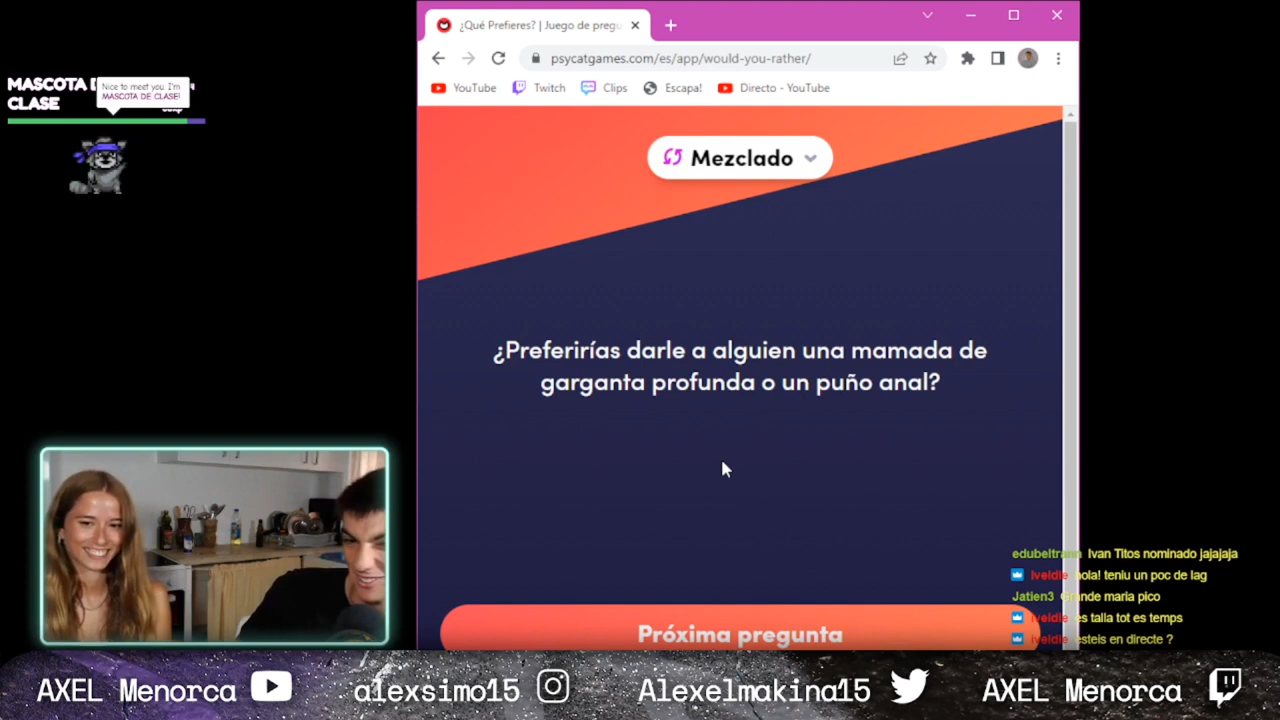 ¿Qué Prefieres? | Juego de pregu
psycatgames.com/es/app/would-you-rather/
YouTube
Twitch
Clips
Escapa!
Directo - YouTube
MASCOTA
CLASE
Nice to meet you. I'm
MASCOTA DE CLASE!
Mezclado
¿Preferirías darle a alguien una mamada de
garganta profunda o un puño anal?
Próxima pregunta
Ivan Titos nominado jajajaja
iveldie hola! teniu un poc de lag
Jatien3 Grande maria pico
iveldie es talla tot es temps
iveldie esteis en directe ?
AXEL Menorca
alexsimo15
Alexelmakina15
AXEL Menorca